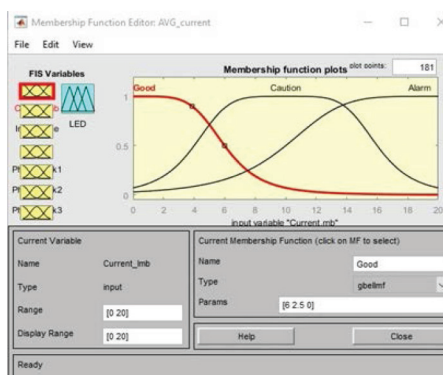 Membership Function Editor: AVG_current
File Edit View
FIS Variables
Membership function plots plot points: 181
LED
Good Caution Alarm
1
0.5
0
0 2 4 6 8 10 12 14 16 18 20
input variable "Current.mb"
Current Variable
Name Current_Imb
Type input
Range [0 20]
Display Range [0 20]
Current Membership Function (click on MF to select)
Name Good
Type gbellmf
Params [6 2.5 0]
Help Close
Ready